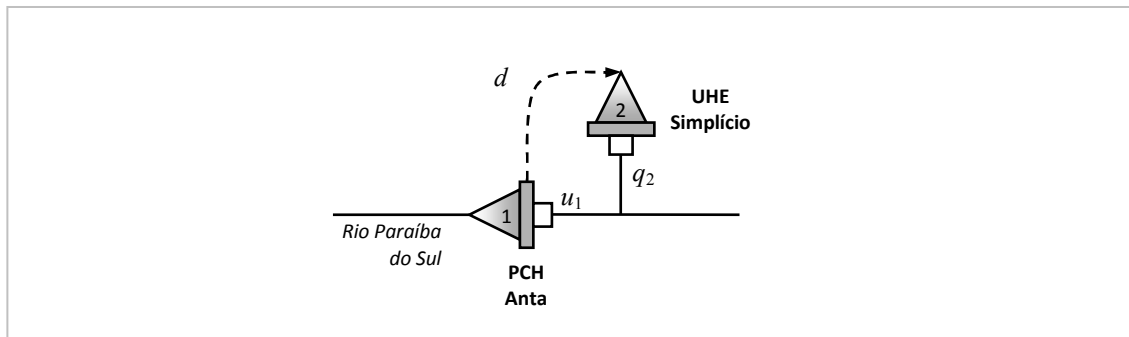 d
2
UHE
Simplício
q2
u1
1
Rio Paraíba
do Sul
PCH
Anta